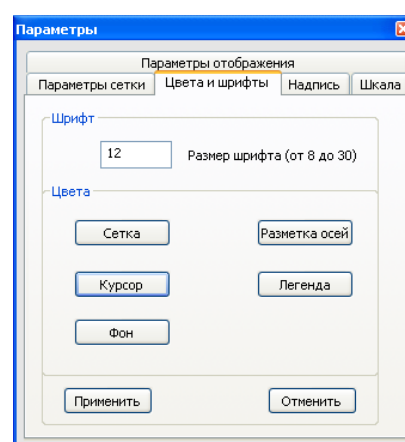 Параметры
Параметры отображения
Параметры сетки Цвета и шрифты Надпись Шкала
Шрифт
12 Размер шрифта (от 8 до 30)
Цвета
Сетка Разметка осей
Курсор Легенда
Фон
Применить Отменить